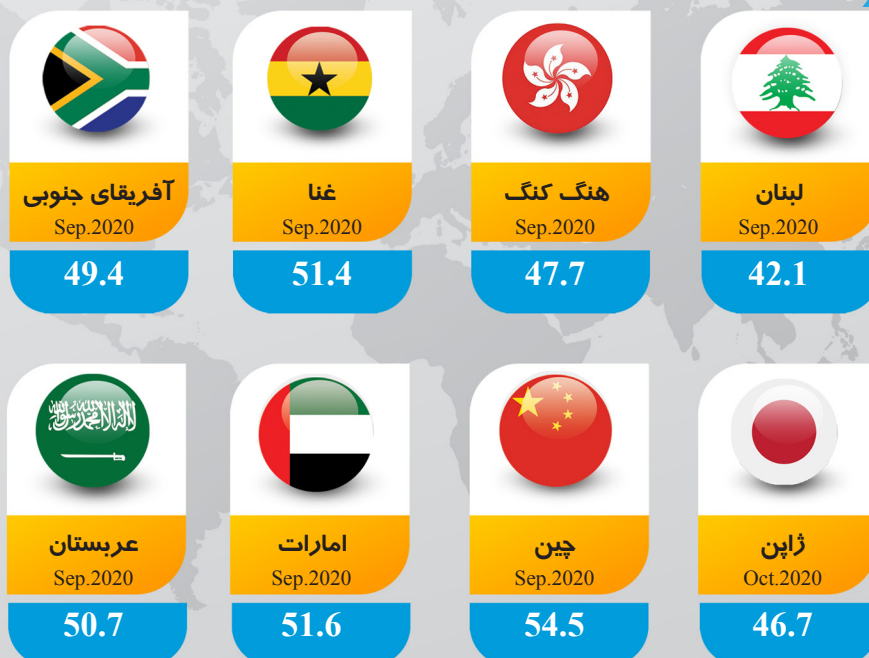 لبنان
Sep.2020
42.1
هنگ کنگ
Sep.2020
47.7
غنا
Sep.2020
51.4
آفریقای جنوبی
Sep.2020
49.4
ژاپن
Oct.2020
46.7
چین
Sep.2020
54.5
امارات
Sep.2020
51.6
عربستان
Sep.2020
50.7